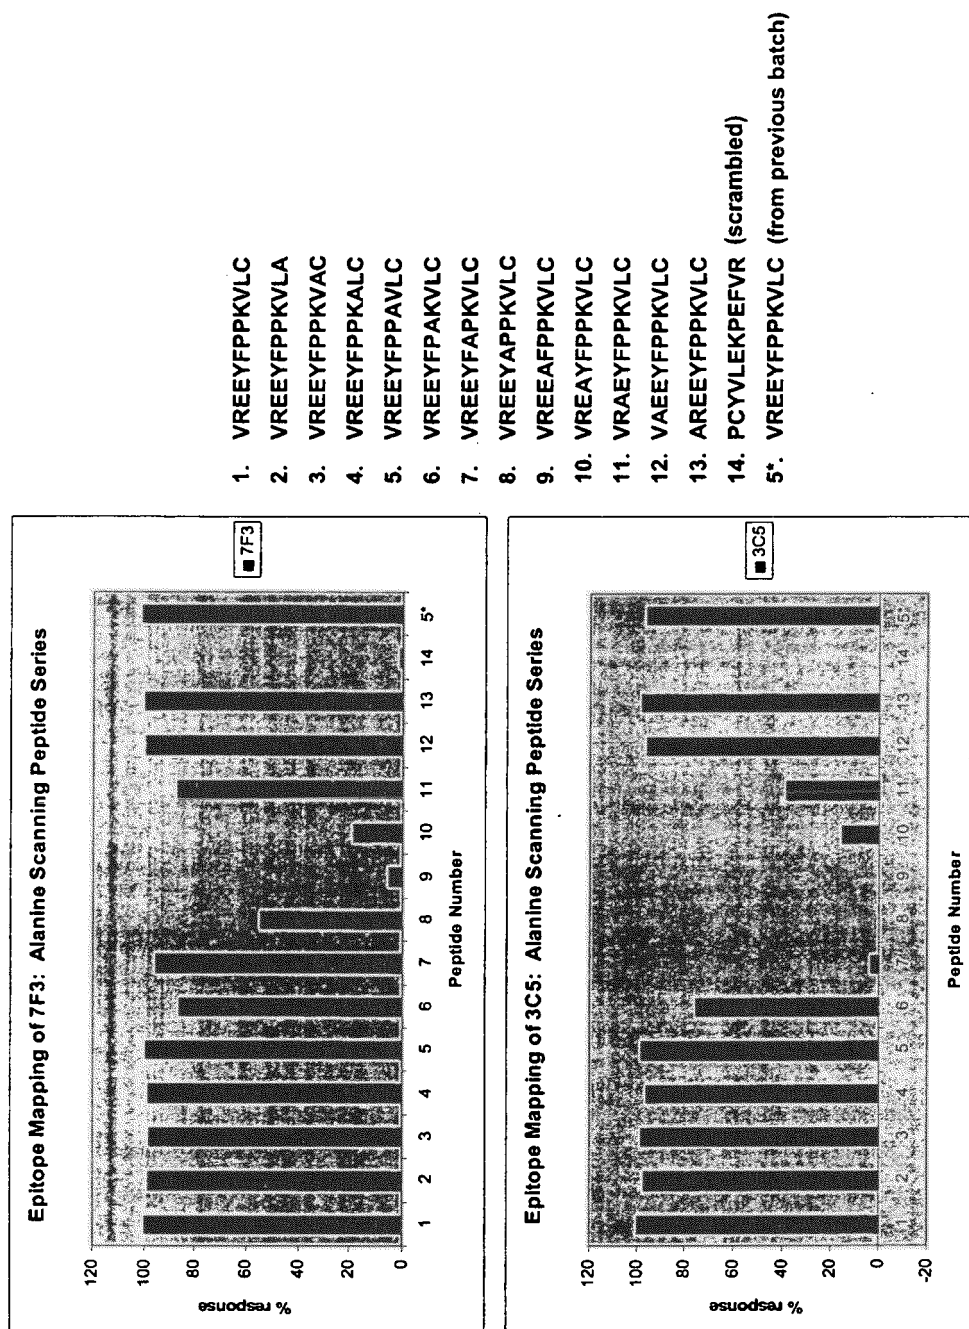 Epitope Mapping of 7F3: Alanine Scanning Peptide Series
120
100
80
60
40
20
0
% response
1 2 3 4 5 6 7 8 9 10 11 12 13 14 5*
Peptide Number
7F3
Epitope Mapping of 3C5: Alanine Scanning Peptide Series
120
100
80
60
40
20
0
-20
% response
1 2 3 4 5 6 7 8 9 10 11 12 13 14 5*
Peptide Number
3C5
1. VREEYFPPKVLC
2. VREEYFPPKVLA
3. VREEYFPPKVAC
4. VREEYFPPKALC
5. VREEYFPPAVLC
6. VREEYFPAKVLC
7. VREEYFAPKVLC
8. VREEYAPPKVLC
9. VREEAFPPKVLC
10. VREAYFPPKVLC
11. VRAEYFPPKVLC
12. VAEEYFPPKVLC
13. AREEYFPPKVLC
14. PCYVLEKPEFVR (scrambled)
5*. VREEYFPPKVLC (from previous batch)